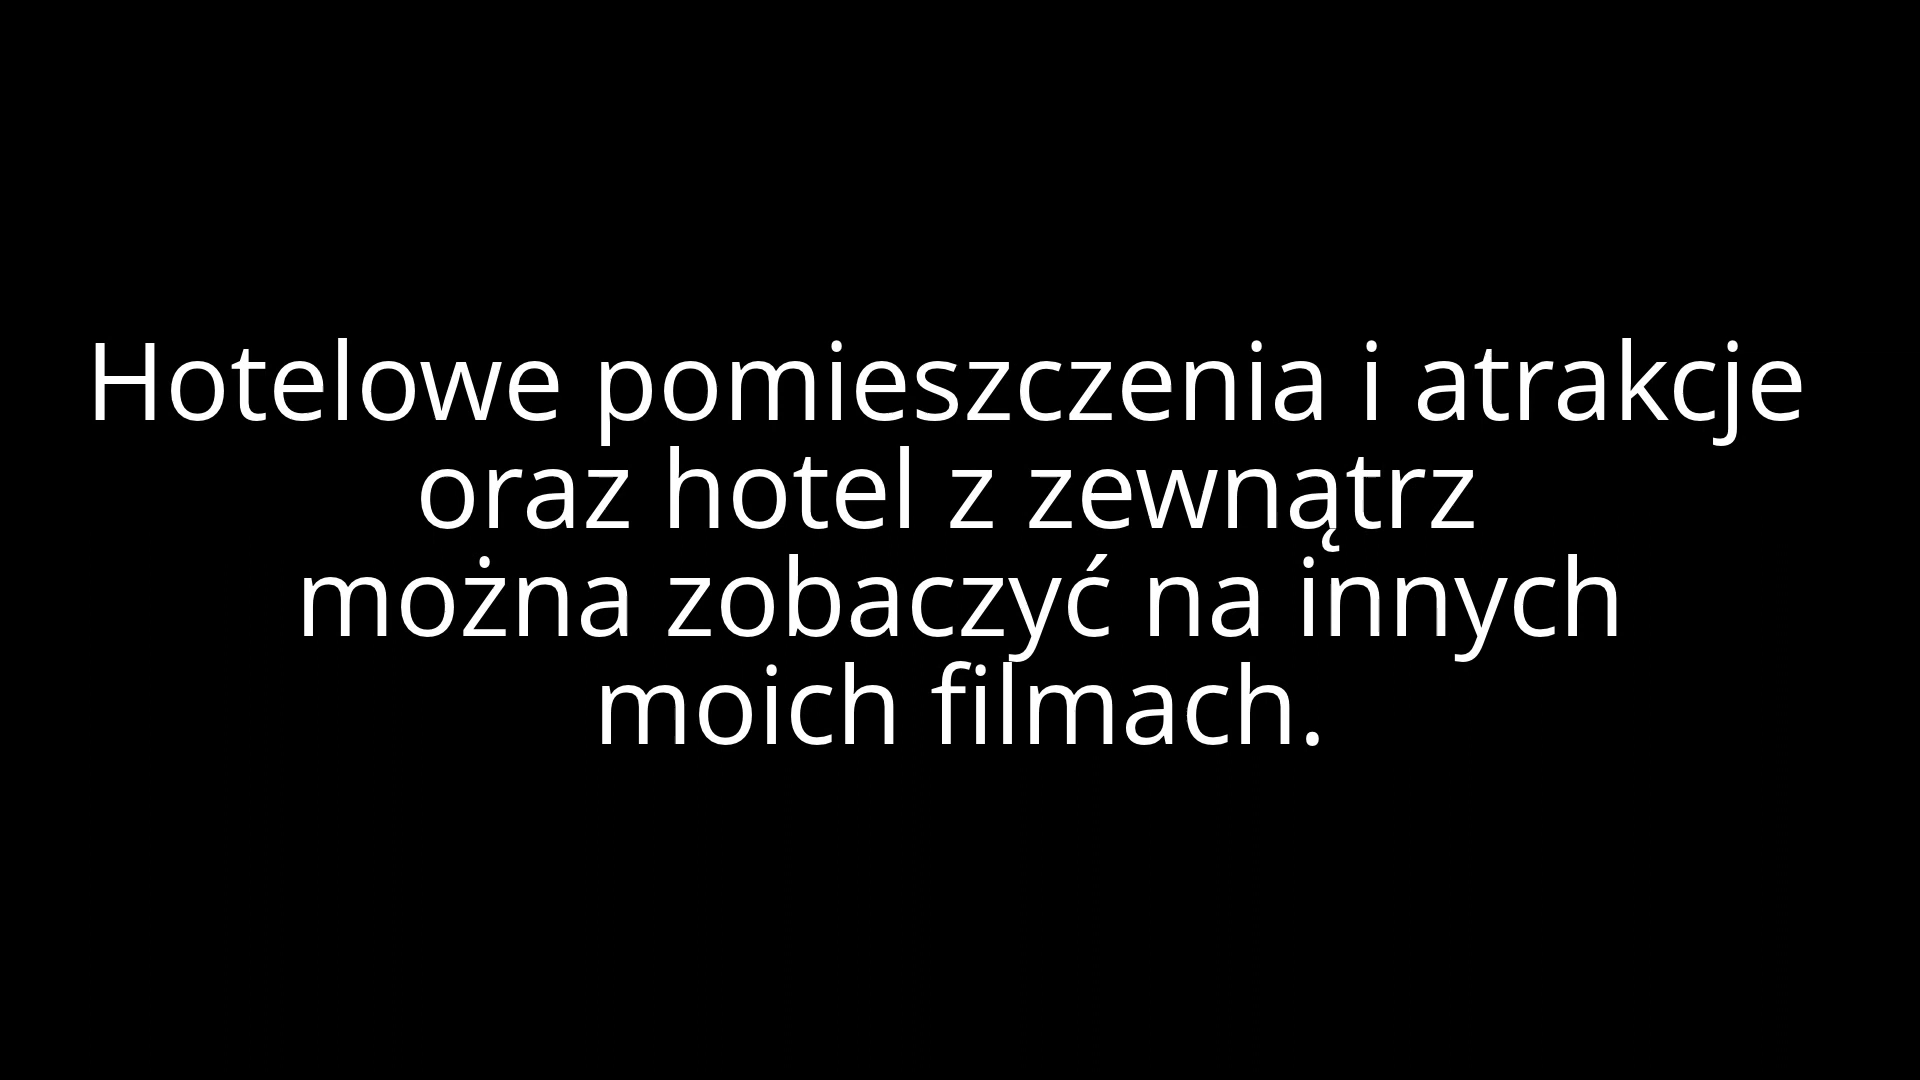 Hotelowe pomieszczenia i atrakcje
oraz hotel z zewnątrz
można zobaczyć na innych
moich filmach.